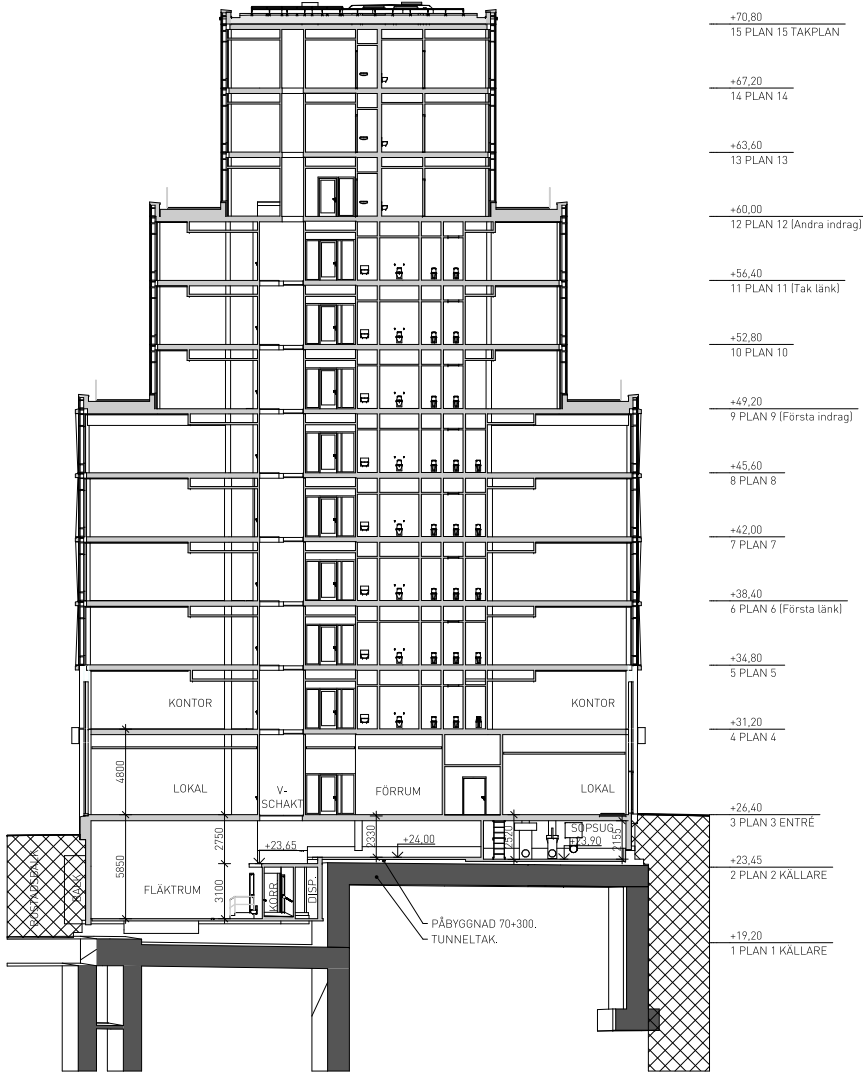 +70,80
15 PLAN 15 TAKPLAN
+67,20
14 PLAN 14
+63,60
13 PLAN 13
+60,00
12 PLAN 12 (Andra indrag)
+56,40
11 PLAN 11 (Tak länk)
+52,80
10 PLAN 10
+49,20
9 PLAN 9 (Första indrag)
+45,60
8 PLAN 8
+42,00
7 PLAN 7
+38,40
6 PLAN 6 (Första länk)
+34,80
5 PLAN 5
KONTOR
KONTOR
+31,20
4 PLAN 4
4800
LOKAL
V-
SCHAKT
FÖRRUM
LOKAL
+26,40
3 PLAN 3 ENTRÉ
5850
2750
+23,65
2330
+24,00
2520
SOPSUG
+23,90
2155
+23,45
2 PLAN 2 KÄLLARE
BALK
FLÄKTRUM
3100
KORR
DISP.
PÅBYGGNAD 70+300.
TUNNELTAK.
+19,20
1 PLAN 1 KÄLLARE